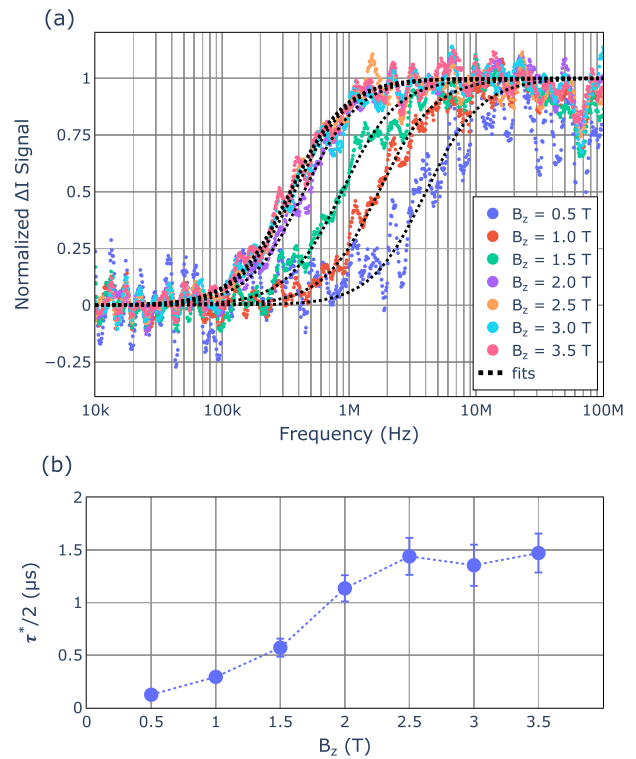 (a)
Normalized ΔI Signal
1
0.75
0.5
0.25
0
−0.25
B_z = 0.5 T
B_z = 1.0 T
B_z = 1.5 T
B_z = 2.0 T
B_z = 2.5 T
B_z = 3.0 T
B_z = 3.5 T
fits
10k 100k 1M 10M 100M
Frequency (Hz)
(b)
τ*/2 (μs)
2
1.5
1
0.5
0
0 0.5 1 1.5 2 2.5 3 3.5
B_z (T)